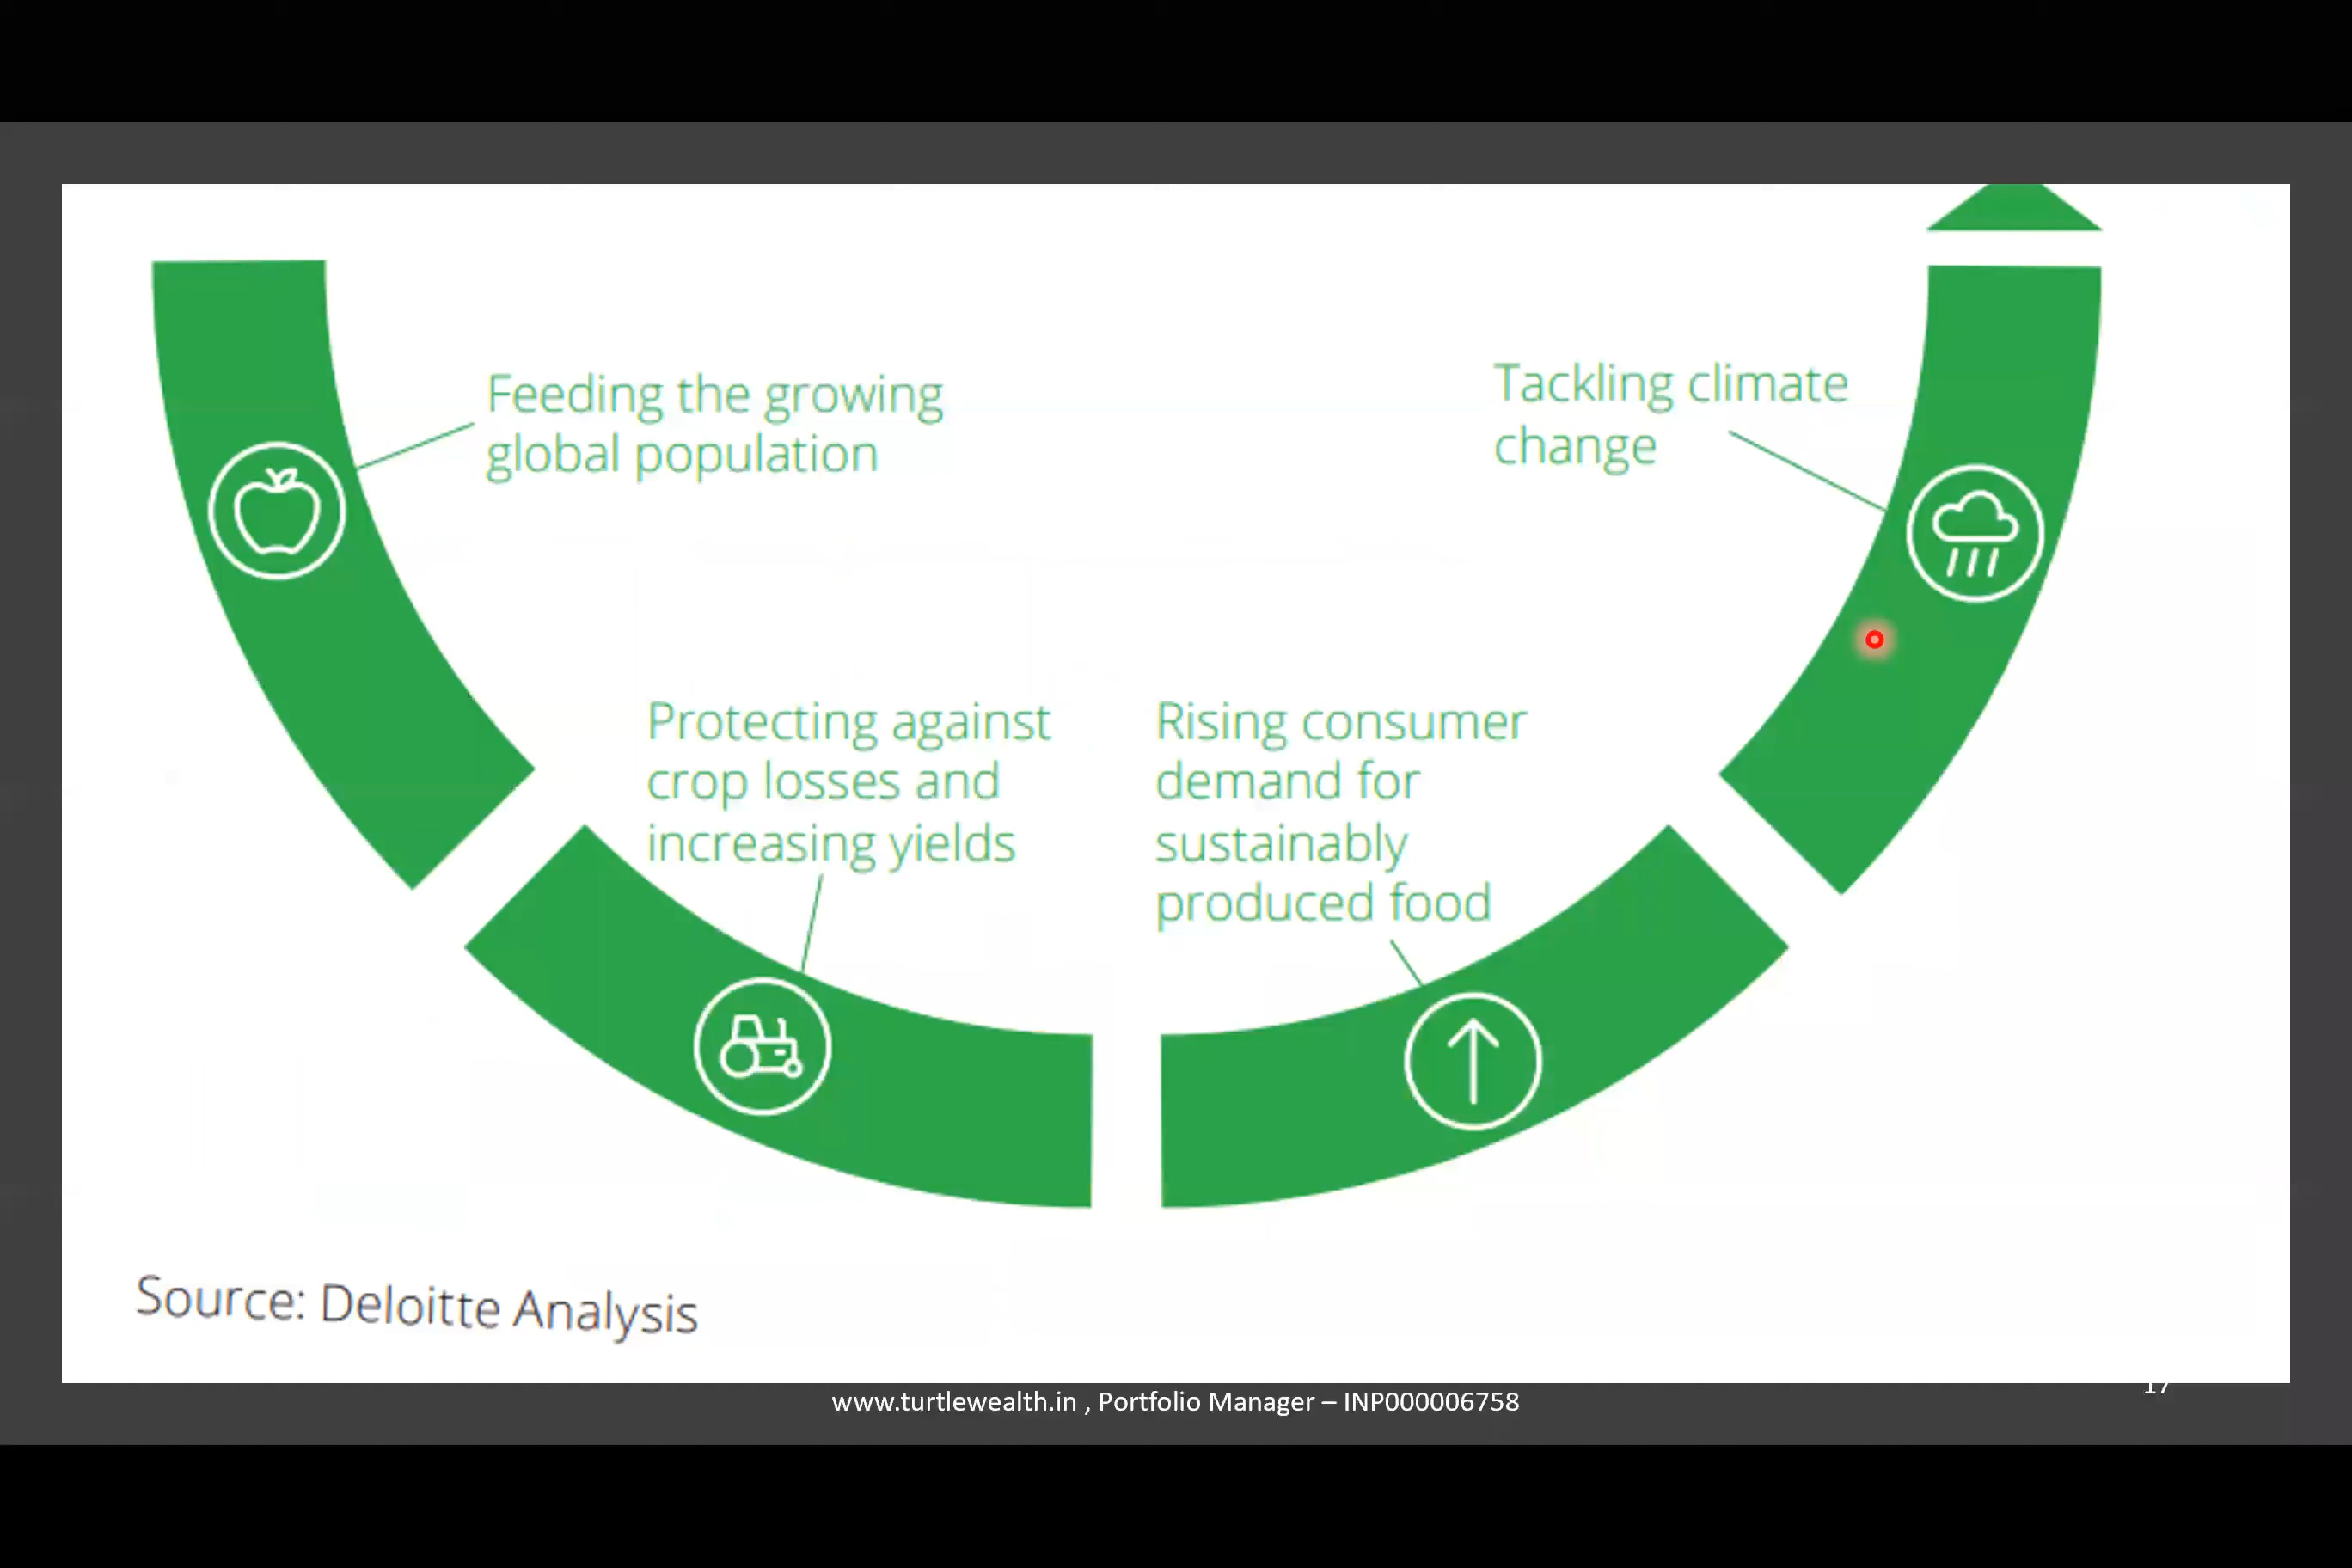 Feeding the growing
global population
Tackling climate
change
Protecting against
crop losses and
increasing yields
Rising consumer
demand for
sustainably
produced food
Source: Deloitte Analysis
www.turtlewealth.in , Portfolio Manager – INP000006758
17